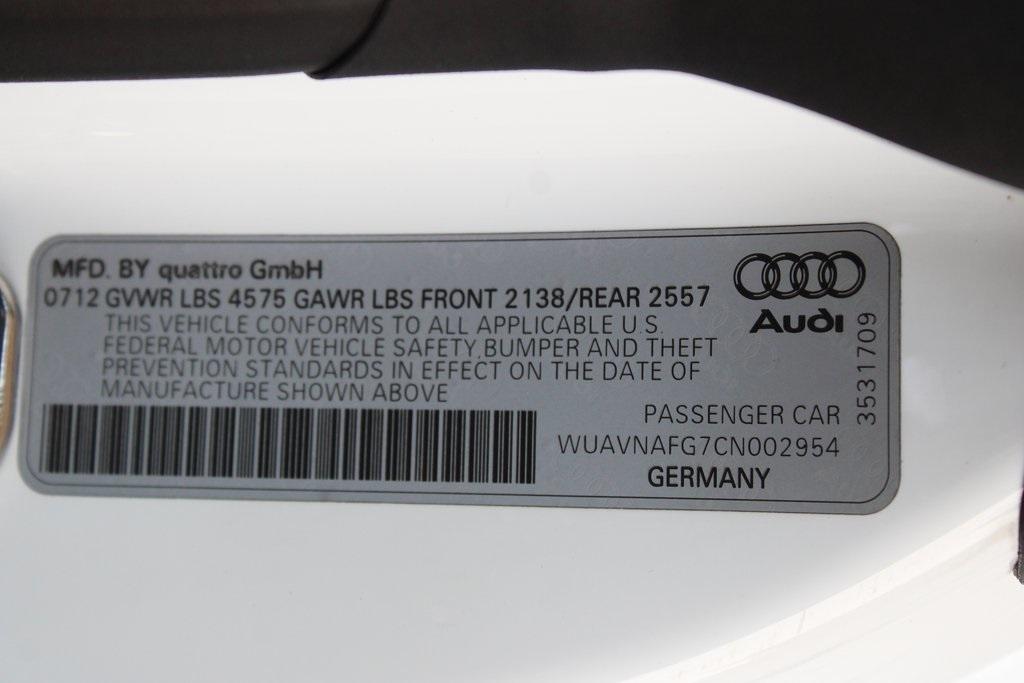 MFD. BY quattro GmbH
0712 GVWR LBS 4575 GAWR LBS FRONT 2138/REAR 2557
THIS VEHICLE CONFORMS TO ALL APPLICABLE U.S.
FEDERAL MOTOR VEHICLE SAFETY, BUMPER AND THEFT
PREVENTION STANDARDS IN EFFECT ON THE DATE OF
MANUFACTURE SHOWN ABOVE
Audi
3531709
PASSENGER CAR
WUAVNAFG7CN002954
GERMANY